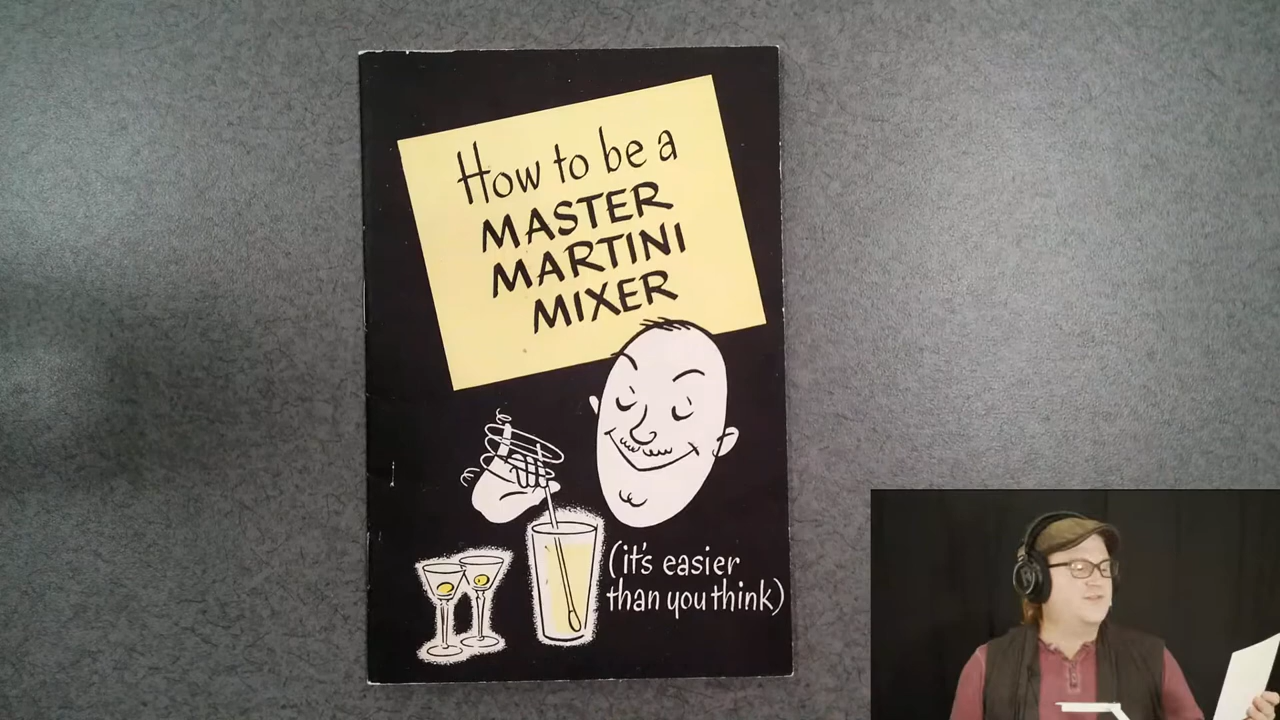 How to be a
MASTER
MARTINI
MIXER
(it's easier
than you think)